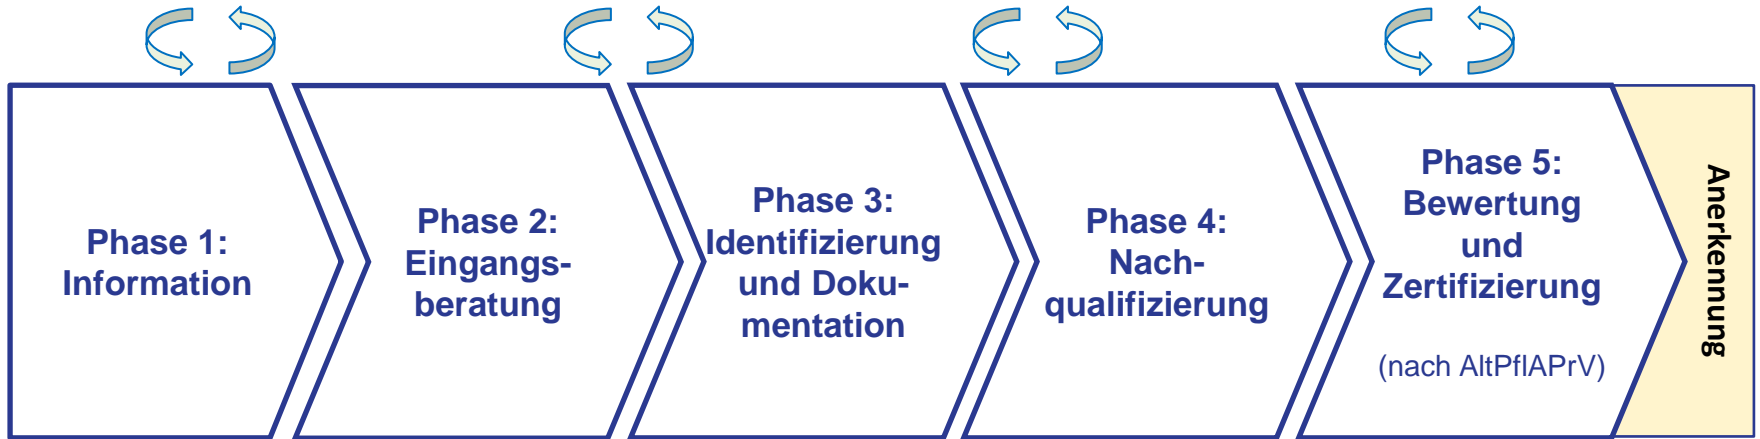 Phase 1:
Information
Phase 2:
Eingangs-
beratung
Phase 3:
Identifizierung
und Doku-
mentation
Phase 4:
Nach-
qualifizierung
Phase 5:
Bewertung
und
Zertifizierung
(nach AltPflAPrV)
Anerkennung